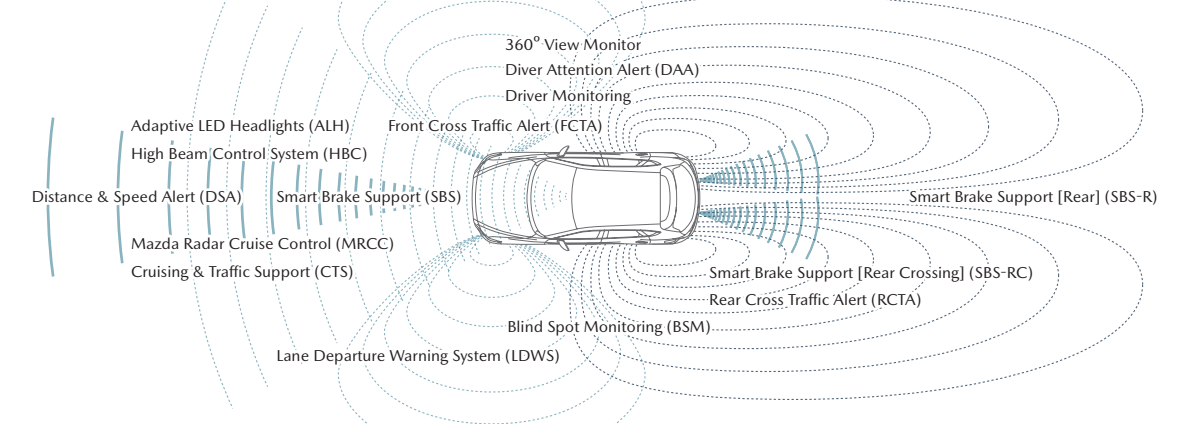 360° View Monitor
Diver Attention Alert (DAA)
Driver Monitoring
Adaptive LED Headlights (ALH)
Front Cross Traffic Alert (FCTA)
High Beam Control System (HBC)
Distance & Speed Alert (DSA)
Smart Brake Support (SBS)
Smart Brake Support [Rear] (SBS-R)
Mazda Radar Cruise Control (MRCC)
Cruising & Traffic Support (CTS)
Smart Brake Support [Rear Crossing] (SBS-RC)
Rear Cross Traffic Alert (RCTA)
Blind Spot Monitoring (BSM)
Lane Departure Warning System (LDWS)